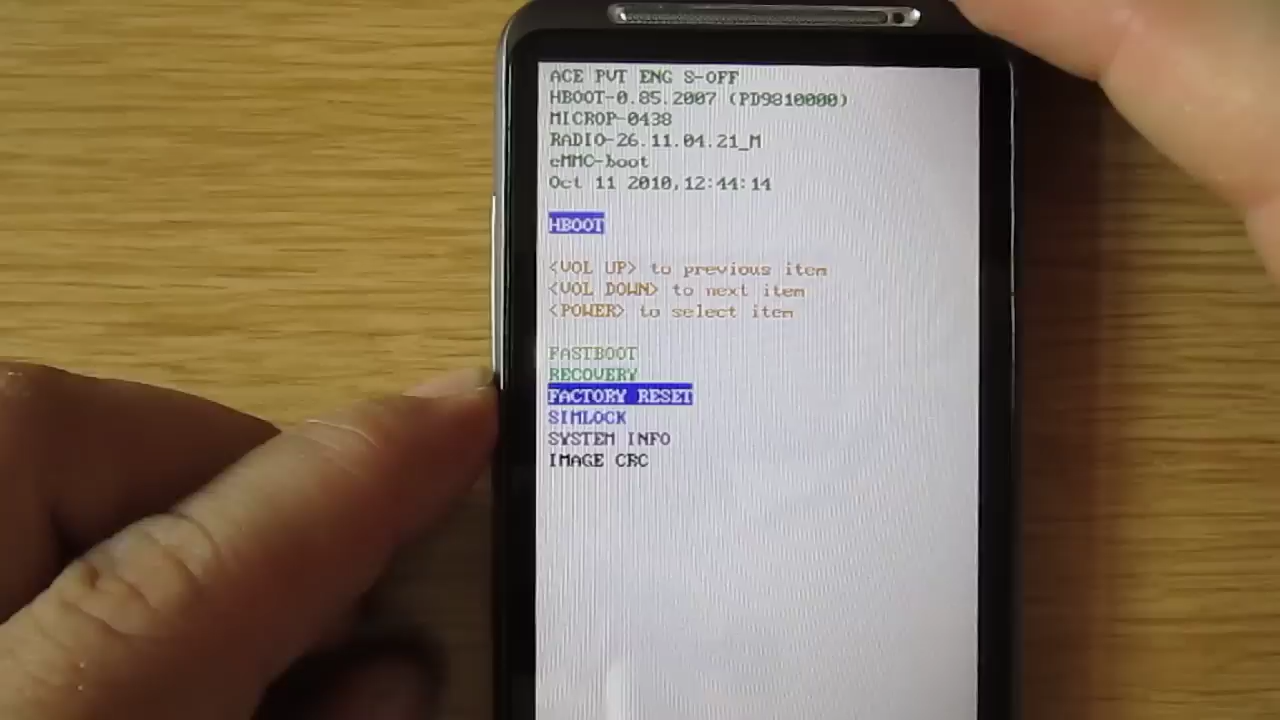 ACE PVT ENG S-OFF
HBOOT-0.85.2007 (PD9810000)
MICROP-0438
RADIO-26.11.04.21_M
eMMC-boot
Oct 11 2010,12:44:14
HBOOT
<VOL UP> to previous item
<VOL DOWN> to next item
<POWER> to select item
FASTBOOT
RECOVERY
FACTORY RESET
SIMLOCK
SYSTEM INFO
IMAGE CRC